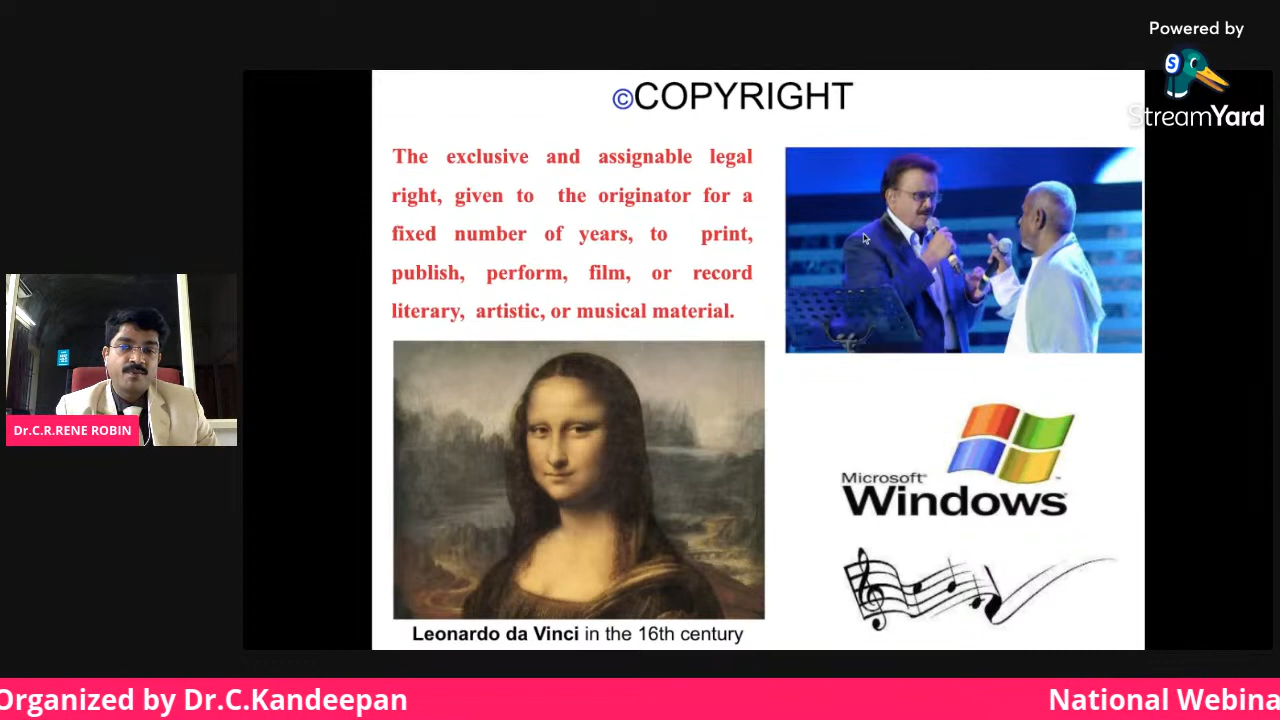 Powered by
StreamYard
©COPYRIGHT
The exclusive and assignable legal
right, given to the originator for a
fixed number of years, to print,
publish, perform, film, or record
literary, artistic, or musical material.
Microsoft
Windows
Leonardo da Vinci in the 16th century
Dr.C.R.RENE ROBIN
Organized by Dr.C.Kandeepan
National Webina